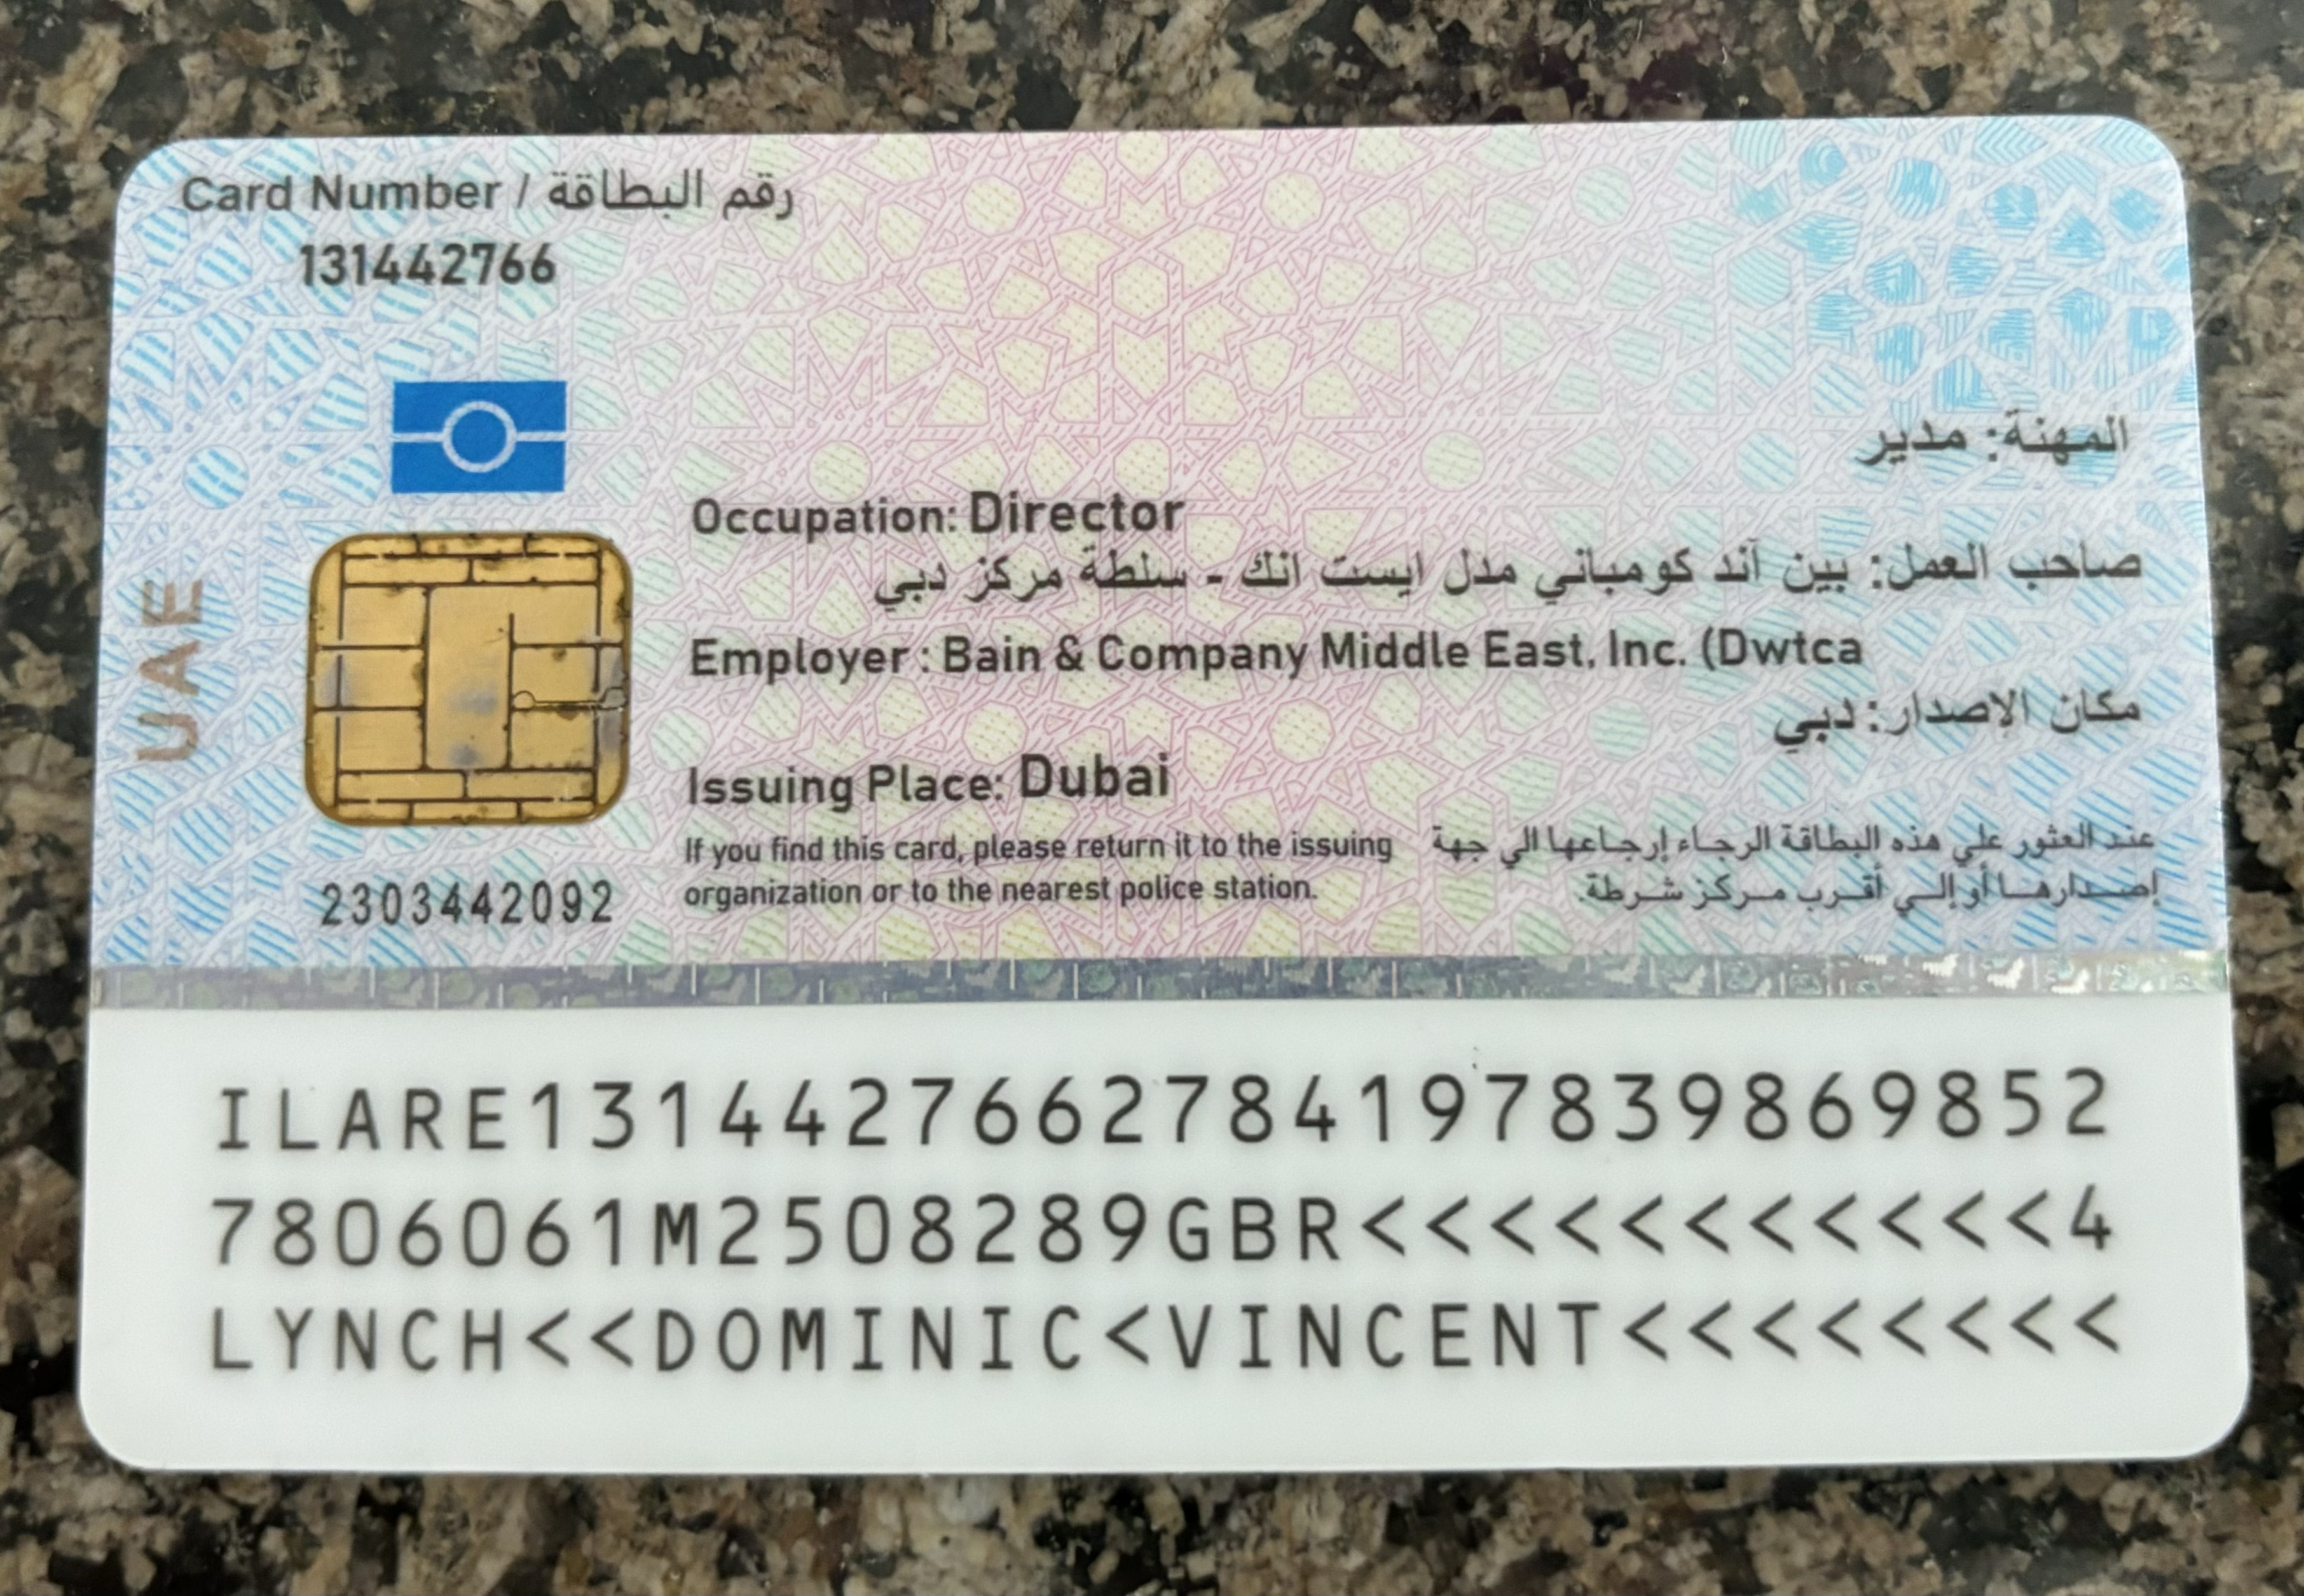 Card Number / رقم البطاقة
131442766
المهنة: مدير
Occupation: Director
صاحب العمل: بين آند كومباني مدل ايست انك - سلطة مركز دبي
Employer : Bain & Company Middle East, Inc. (Dwtca
مكان الإصدار: دبي
Issuing Place: Dubai
If you find this card, please return it to the issuing
organization or to the nearest police station.
عند العثور علي هذه البطاقة الرجاء إرجاعها الي جهة
إصدارها أو إلي أقرب مركز شرطة.
UAE
2303442092
ILARE1314427662784197839869852
7806061M2508289GBR<<<<<<<<<<<4
LYNCH<<DOMINIC<VINCENT<<<<<<<<